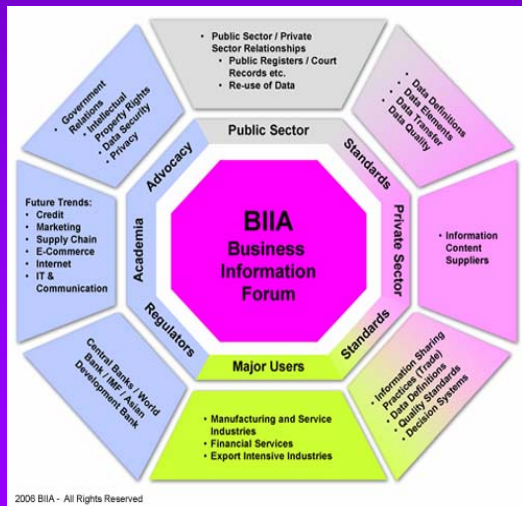 • Public Sector / Private
Sector Relationships
• Public Registers / Court
Records etc.
• Re-use of Data
• Government
Relations
• Intellectual
Property Rights
• Data Security
• Privacy
• Data Definitions
• Data Elements
• Data Transfer
• Data Quality
Public Sector
Advocacy
Standards
Future Trends:
• Credit
• Marketing
• Supply Chain
• E-Commerce
• Internet
• IT &
Communication
Academia
BIIA
Business
Information
Forum
Private Sector
• Information
Content
Suppliers
Regulators
Standards
Major Users
Central Banks / World
Bank / IMF / Asian
Development Bank
• Manufacturing and Service
Industries
• Financial Services
• Export Intensive Industries
• Information Sharing
Practices (Trade)
• Data Definitions
• Quality Standards
• Decision Systems
2006 BIIA - All Rights Reserved